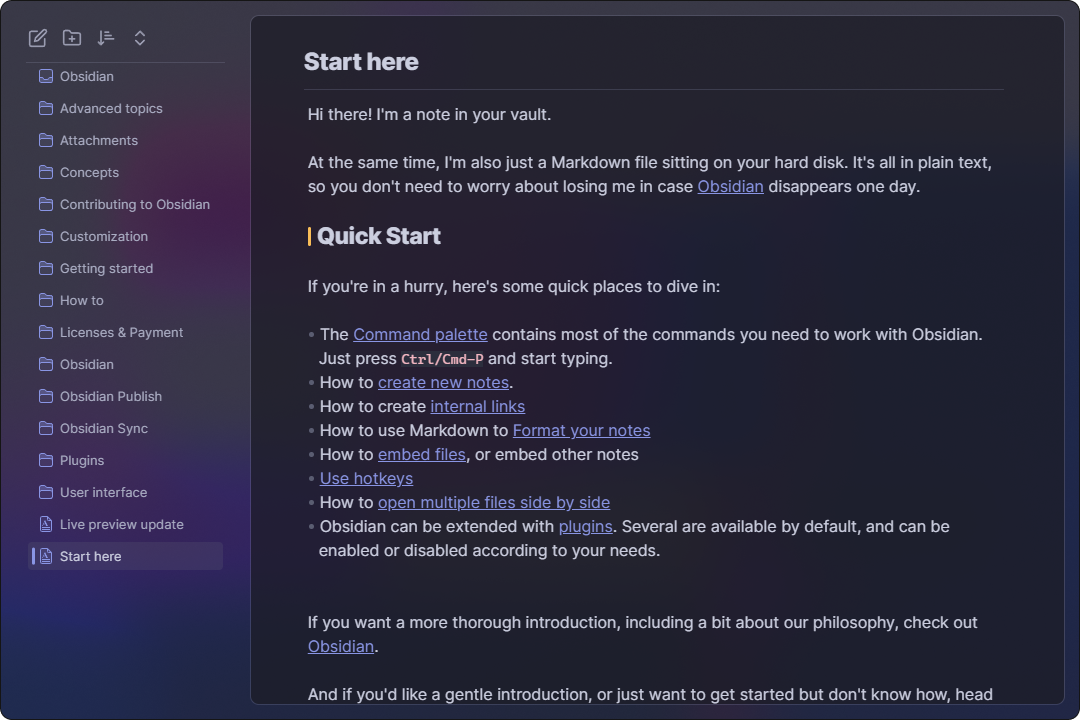 Obsidian
Advanced topics
Attachments
Concepts
Contributing to Obsidian
Customization
Getting started
How to
Licenses & Payment
Obsidian
Obsidian Publish
Obsidian Sync
Plugins
User interface
Live preview update
Start here
Start here
Hi there! I'm a note in your vault.
At the same time, I'm also just a Markdown file sitting on your hard disk. It's all in plain text,
so you don't need to worry about losing me in case Obsidian disappears one day.
Quick Start
If you're in a hurry, here's some quick places to dive in:
• The Command palette contains most of the commands you need to work with Obsidian.
Just press Ctrl/Cmd-P and start typing.
• How to create new notes.
• How to create internal links
• How to use Markdown to Format your notes
• How to embed files, or embed other notes
• Use hotkeys
• How to open multiple files side by side
• Obsidian can be extended with plugins. Several are available by default, and can be
enabled or disabled according to your needs.
If you want a more thorough introduction, including a bit about our philosophy, check out
Obsidian.
And if you'd like a gentle introduction, or just want to get started but don't know how, head